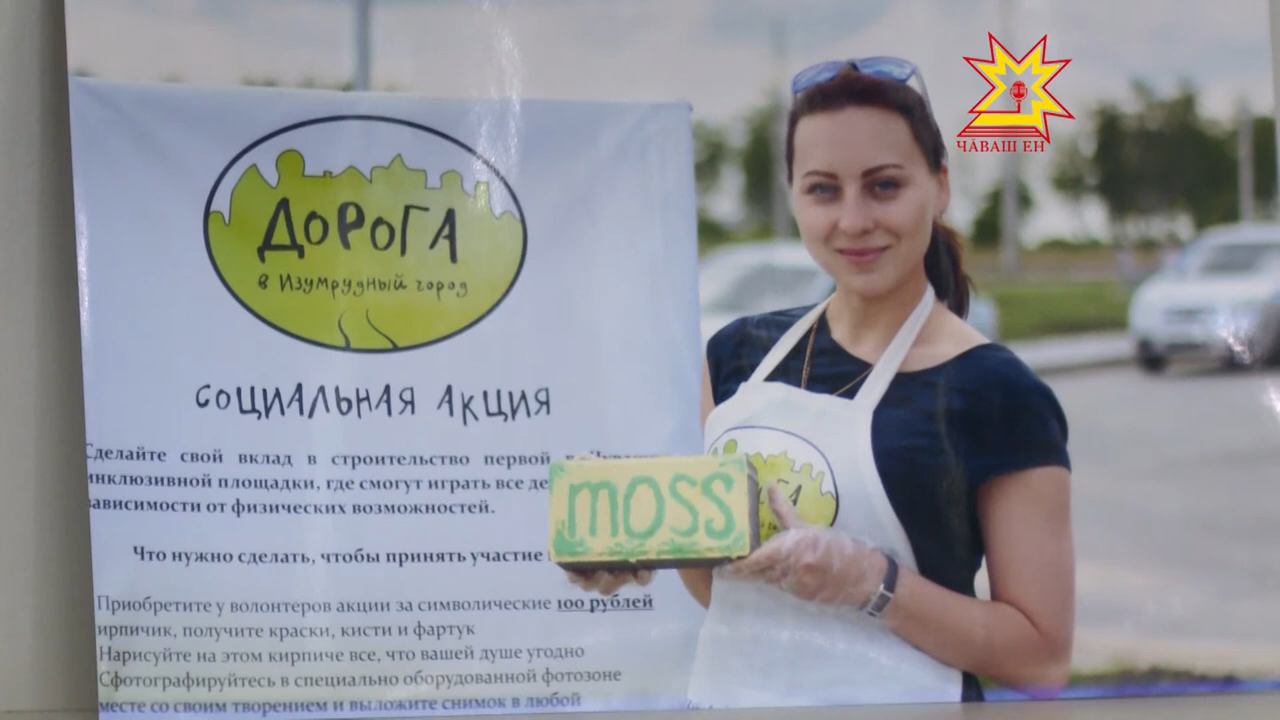 ЧӐВАШ ЕН
ДОРОГА
в Изумрудный город
СОЦИАЛЬНАЯ АКЦИЯ
Сделайте свой вклад в строительство первой
инклюзивной площадки, где смогут играть все
зависимости от физических возможностей.
Что нужно сделать, чтобы принять участие
Приобретите у волонтеров акции за символические 100 рублей
ирпичик, получите краски, кисти и фартук
Нарисуйте на этом кирпиче все, что вашей душе угодно
Сфотографируйтесь в специально оборудованной фотозоне
месте со своим творением и выложите снимок в любой
MOSS